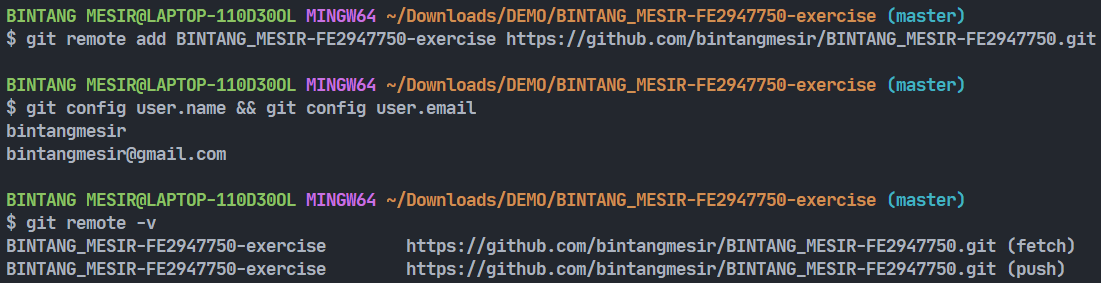 BINTANG MESIR@LAPTOP-110D30OL MINGW64 ~/Downloads/DEMO/BINTANG_MESIR-FE2947750-exercise (master)
$ git remote add BINTANG_MESIR-FE2947750-exercise https://github.com/bintangmesir/BINTANG_MESIR-FE2947750.git
BINTANG MESIR@LAPTOP-110D30OL MINGW64 ~/Downloads/DEMO/BINTANG_MESIR-FE2947750-exercise (master)
$ git config user.name && git config user.email
bintangmesir
bintangmesir@gmail.com
BINTANG MESIR@LAPTOP-110D30OL MINGW64 ~/Downloads/DEMO/BINTANG_MESIR-FE2947750-exercise (master)
$ git remote -v
BINTANG_MESIR-FE2947750-exercise        https://github.com/bintangmesir/BINTANG_MESIR-FE2947750.git (fetch)
BINTANG_MESIR-FE2947750-exercise        https://github.com/bintangmesir/BINTANG_MESIR-FE2947750.git (push)